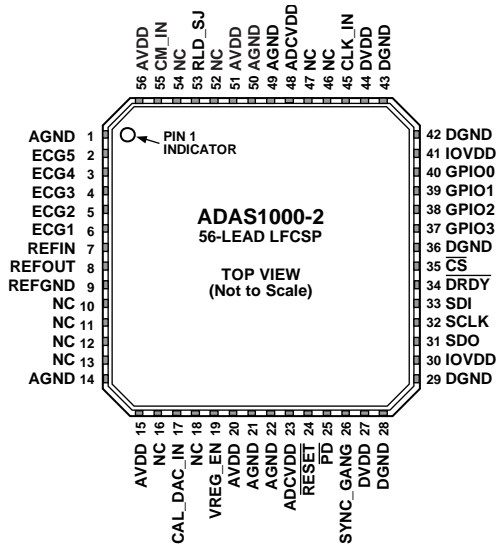 56 AVDD
55 CM_IN
54 NC
53 RLD_SJ
52 NC
51 AVDD
50 AGND
49 AGND
48 ADCVDD
47 NC
46 NC
45 CLK_IN
44 DVDD
43 DGND
AGND 1
ECG5 2
ECG4 3
ECG3 4
ECG2 5
ECG1 6
REFIN 7
REFOUT 8
REFGND 9
NC 10
NC 11
NC 12
NC 13
AGND 14
PIN 1
INDICATOR
ADAS1000-2
56-LEAD LFCSP
TOP VIEW
(Not to Scale)
42 DGND
41 IOVDD
40 GPIO0
39 GPIO1
38 GPIO2
37 GPIO3
36 DGND
35 CS
34 DRDY
33 SDI
32 SCLK
31 SDO
30 IOVDD
29 DGND
AVDD 15
NC 16
CAL_DAC_IN 17
NC 18
VREG_EN 19
AVDD 20
AGND 21
AGND 22
ADCVDD 23
RESET 24
PD 25
SYNC_GANG 26
DVDD 27
DGND 28